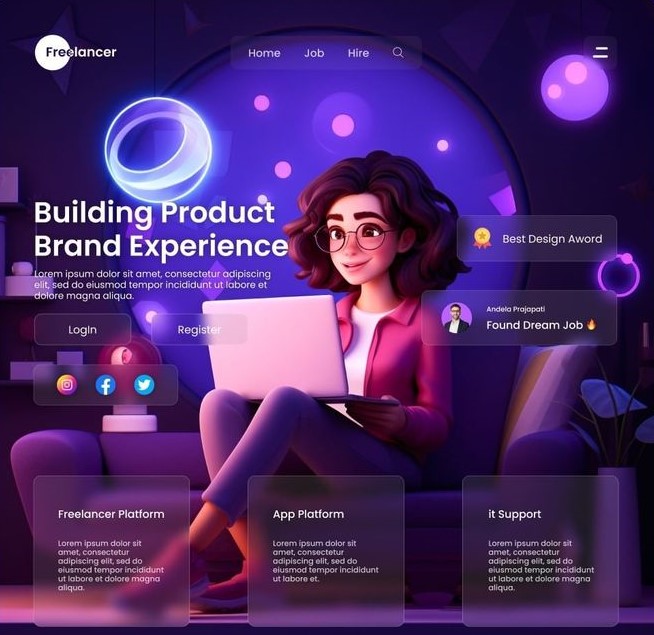 Freelancer
Home Job Hire
Building Product
Brand Experience
Lorem ipsum dolor sit amet, consectetur adipiscing
elit, sed do eiusmod tempor incididunt ut labore et
dolore magna aliqua.
LogIn Register
Best Design Aword
Andela Prajapati
Found Dream Job 🔥
Freelancer Platform
Lorem ipsum dolor sit
amet, consectetur
adipiscing elit, sed do
eiusmod tempor incididunt
ut labore et dolore magna
aliqua.
App Platform
Lorem ipsum dolor sit
amet, consectetur
adipiscing elit, sed do
eiusmod tempor incididunt
ut labore et.
it Support
Lorem ipsum dolor sit
amet, consectetur
adipiscing elit, sed do
eiusmod tempor incididunt
ut labore et dolore magna
aliqua.